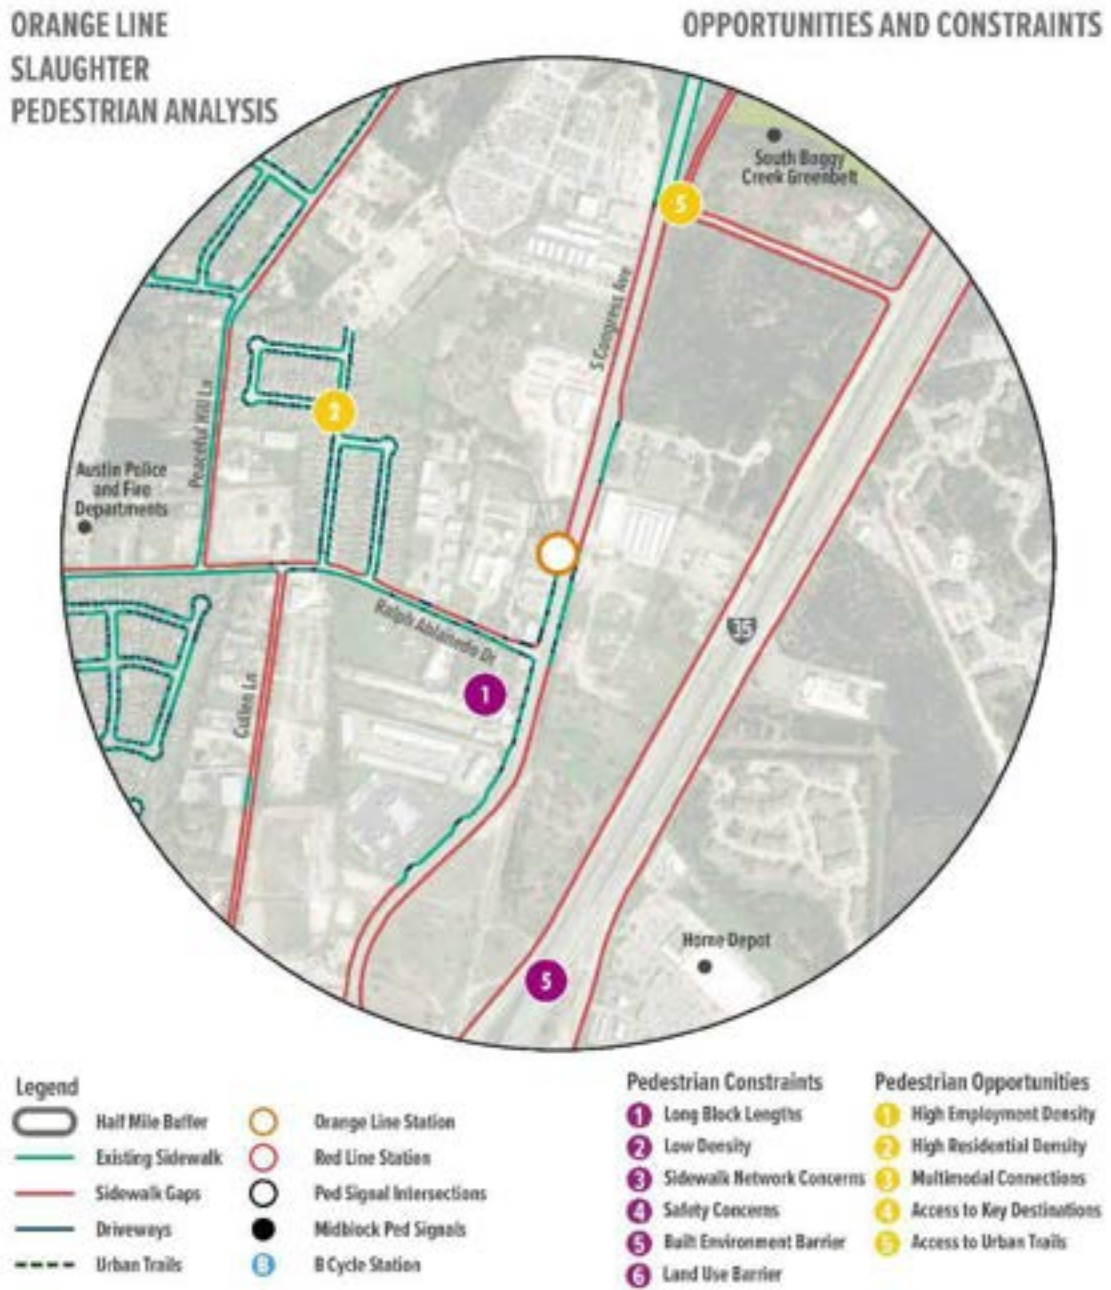 ORANGE LINE
SLAUGHTER
PEDESTRIAN ANALYSIS
OPPORTUNITIES AND CONSTRAINTS
South Boggy
Creek Greenbelt
5
S Congress Ave
2
Peaceful Hill Ln
Austin Police
and Fire
Departments
Ralph Ablanedo Dr
35
1
Cullen Ln
Home Depot
5
Legend
Half Mile Buffer
Existing Sidewalk
Sidewalk Gaps
Driveways
Urban Trails
Orange Line Station
Red Line Station
Ped Signal Intersections
Midblock Ped Signals
B B Cycle Station
Pedestrian Constraints
1 Long Block Lengths
2 Low Density
3 Sidewalk Network Concerns
4 Safety Concerns
5 Built Environment Barrier
6 Land Use Barrier
Pedestrian Opportunities
1 High Employment Density
2 High Residential Density
3 Multimodal Connections
4 Access to Key Destinations
5 Access to Urban Trails